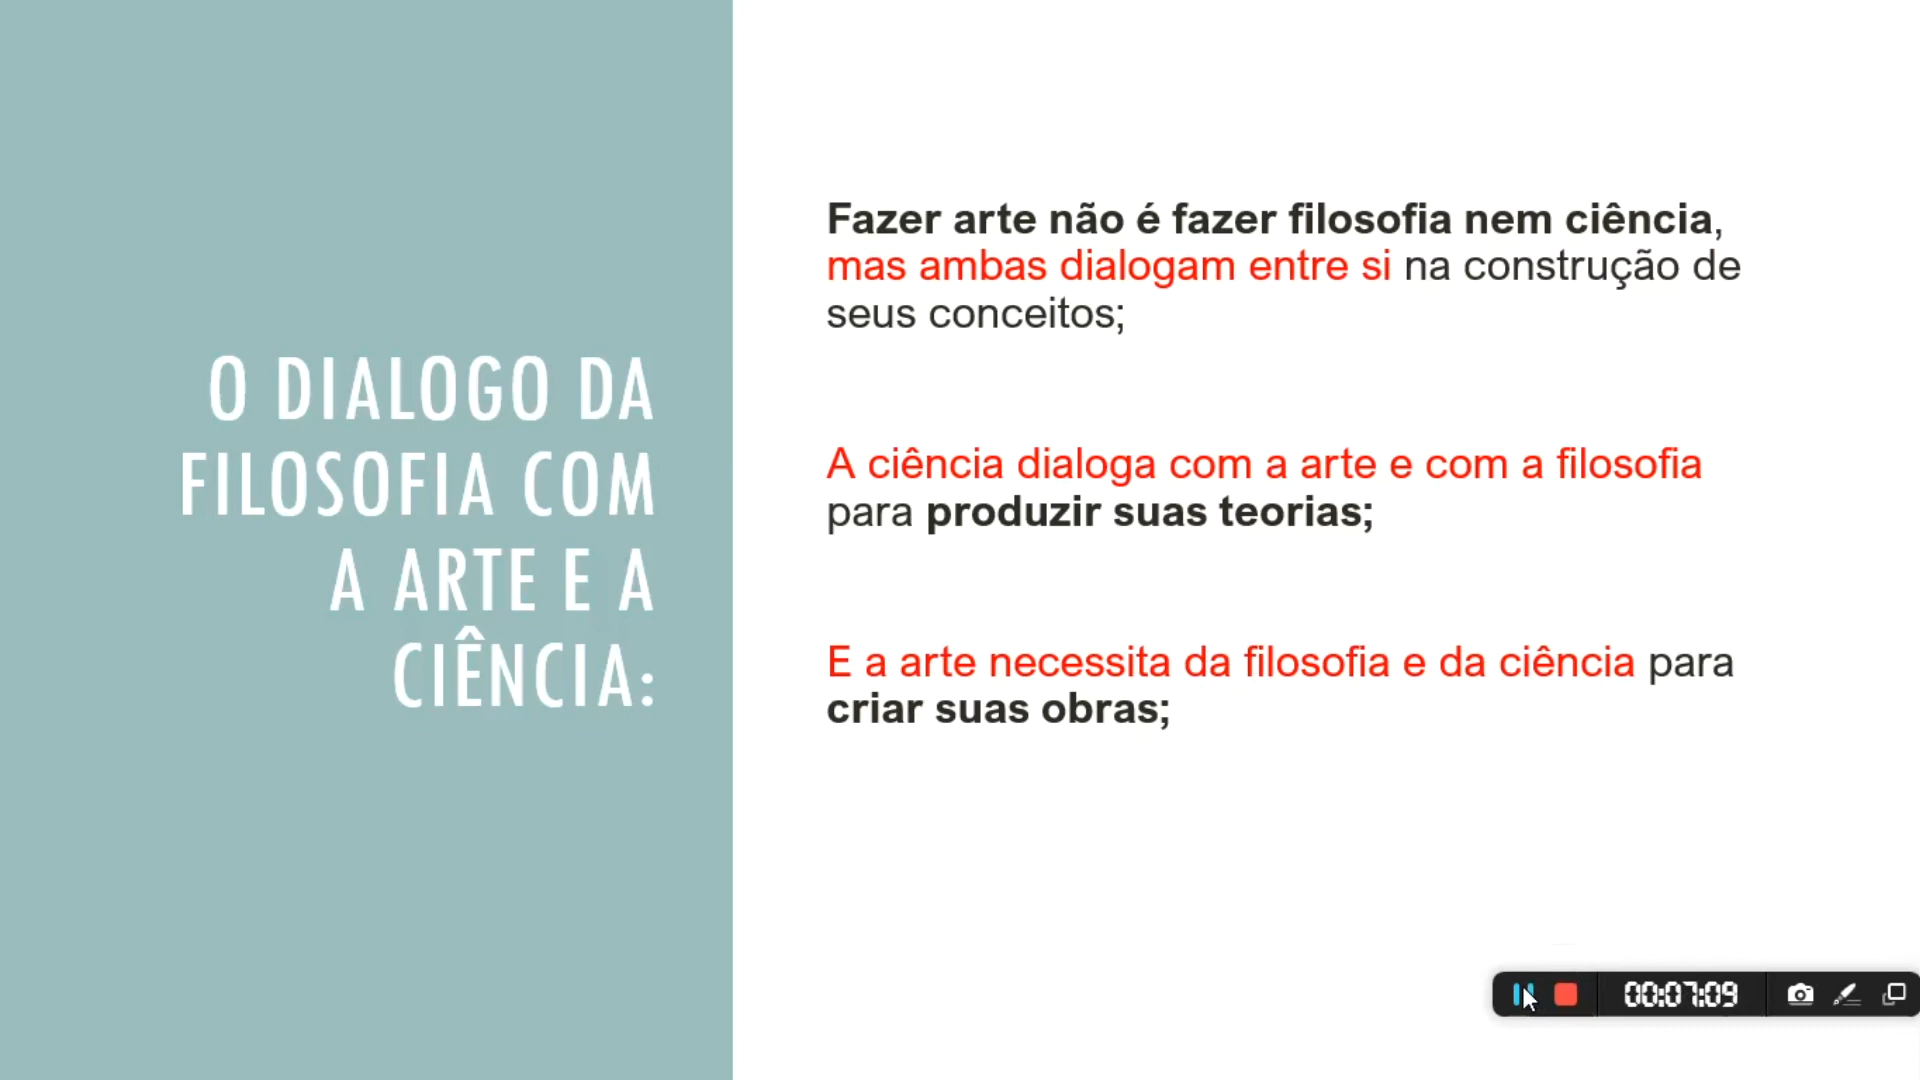 O DIALOGO DA
FILOSOFIA COM
A ARTE E A
CIÊNCIA:
Fazer arte não é fazer filosofia nem ciência,
mas ambas dialogam entre si na construção de
seus conceitos;
A ciência dialoga com a arte e com a filosofia
para produzir suas teorias;
E a arte necessita da filosofia e da ciência para
criar suas obras;
00:07:09